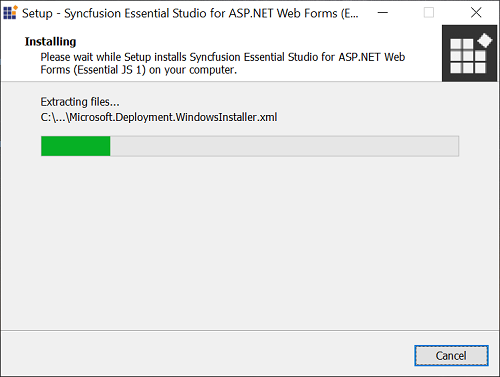 Setup - Syncfusion Essential Studio for ASP.NET Web Forms (E...
Installing
Please wait while Setup installs Syncfusion Essential Studio for ASP.NET Web
Forms (Essential JS 1) on your computer.
Extracting files...
C:\...\Microsoft.Deployment.WindowsInstaller.xml
Cancel